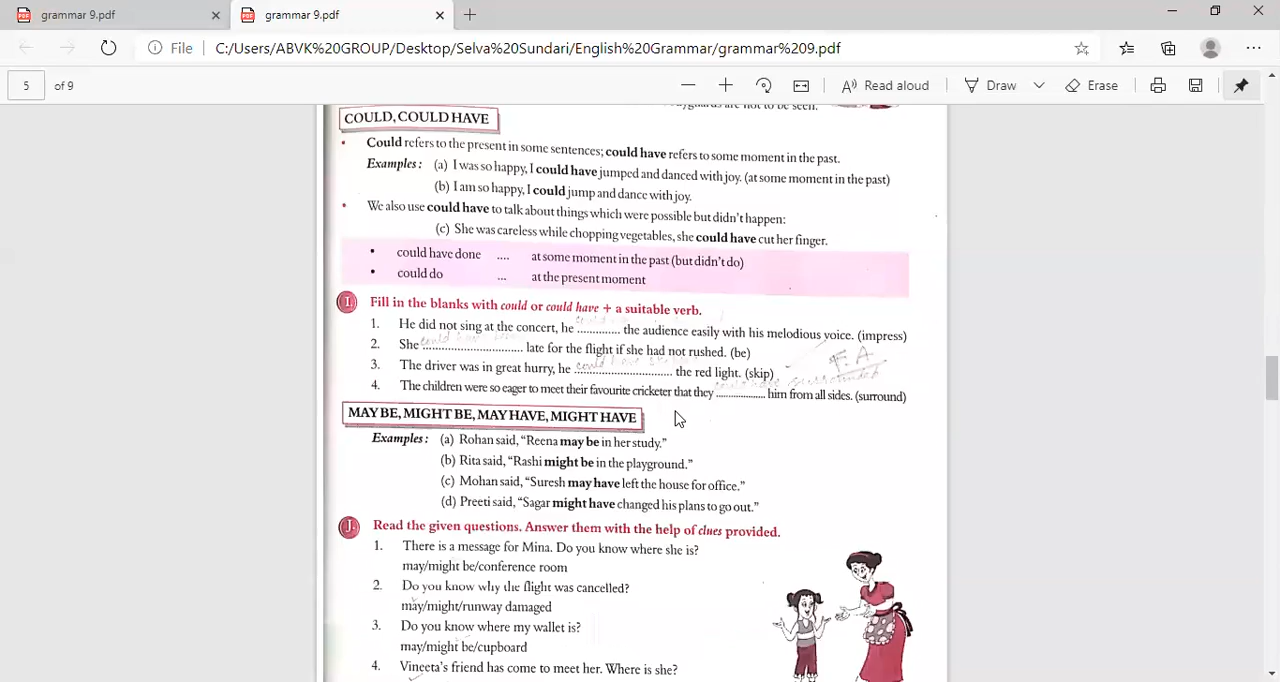 grammar 9.pdf
grammar 9.pdf
File C:/Users/ABVK%20GROUP/Desktop/Selva%20Sundari/English%20Grammar/grammar%209.pdf
5 of 9 Read aloud Draw Erase
are not to be seen.
COULD, COULD HAVE
• Could refers to the present in some sentences; could have refers to some moment in the past.
Examples : (a) I was so happy, I could have jumped and danced with joy. (at some moment in the past)
(b) I am so happy, I could jump and dance with joy.
• We also use could have to talk about things which were possible but didn't happen:
(c) She was careless while chopping vegetables, she could have cut her finger.
• could have done .... at some moment in the past (but didn't do)
• could do ... at the present moment
I. Fill in the blanks with could or could have + a suitable verb.
1. He did not sing at the concert, he ............. the audience easily with his melodious voice. (impress)
2. She could have been late for the flight if she had not rushed. (be)
3. The driver was in great hurry, he could have the red light. (skip)
F.A
could have surrounded
4. The children were so eager to meet their favourite cricketer that they .................. him from all sides. (surround)
MAY BE, MIGHT BE, MAY HAVE, MIGHT HAVE
Examples : (a) Rohan said, “Reena may be in her study.”
(b) Rita said, “Rashi might be in the playground.”
(c) Mohan said, “Suresh may have left the house for office.”
(d) Preeti said, “Sagar might have changed his plans to go out.”
J. Read the given questions. Answer them with the help of clues provided.
1. There is a message for Mina. Do you know where she is?
may/might be/conference room
2. Do you know why the flight was cancelled?
may/might/runway damaged
3. Do you know where my wallet is?
may/might be/cupboard
4. Vineeta's friend has come to meet her. Where is she?